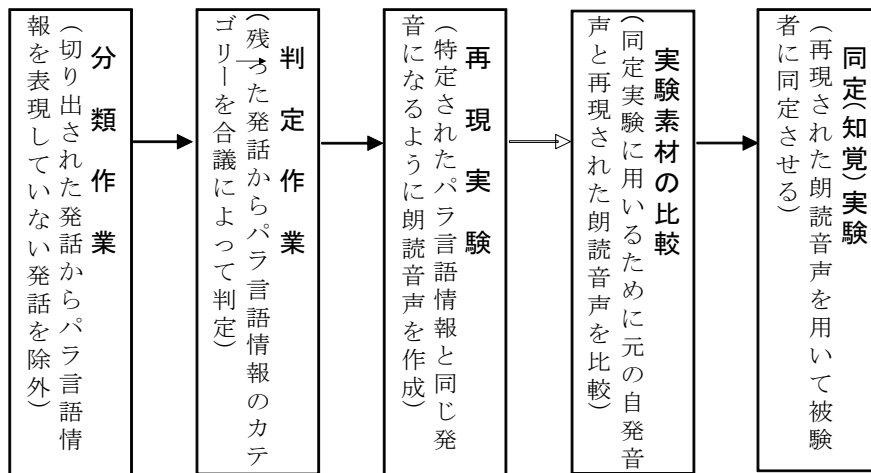 分類作業
(切り出された発話からパラ言語情
報を表現していない発話を除外)
判定作業
(残った発話からパラ言語情報のカテ
ゴリーを合議によって判定)
再現実験
(特定されたパラ言語情報と同じ発
音になるように朗読音声を作成)
実験素材の比較
(同定実験に用いるために元の自発音
声と再現された朗読音声を比較)
同定(知覚)実験
(再現された朗読音声を用いて被験
者に同定させる)